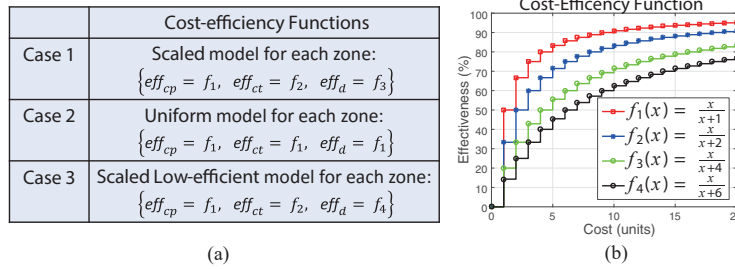 Cost-efficiency Functions
Case 1
Scaled model for each zone:
{eff_cp = f_1, eff_ct = f_2, eff_d = f_3}
Case 2
Uniform model for each zone:
{eff_cp = f_1, eff_ct = f_1, eff_d = f_1}
Case 3
Scaled Low-efficient model for each zone:
{eff_cp = f_1, eff_ct = f_2, eff_d = f_4}
(a)
Cost-Efficency Function
100
90
80
70
60
50
40
30
20
10
0
Effectiveness (%)
f_1(x) = x/(x+1)
f_2(x) = x/(x+2)
f_3(x) = x/(x+4)
f_4(x) = x/(x+6)
0 5 10 15 2
Cost (units)
(b)